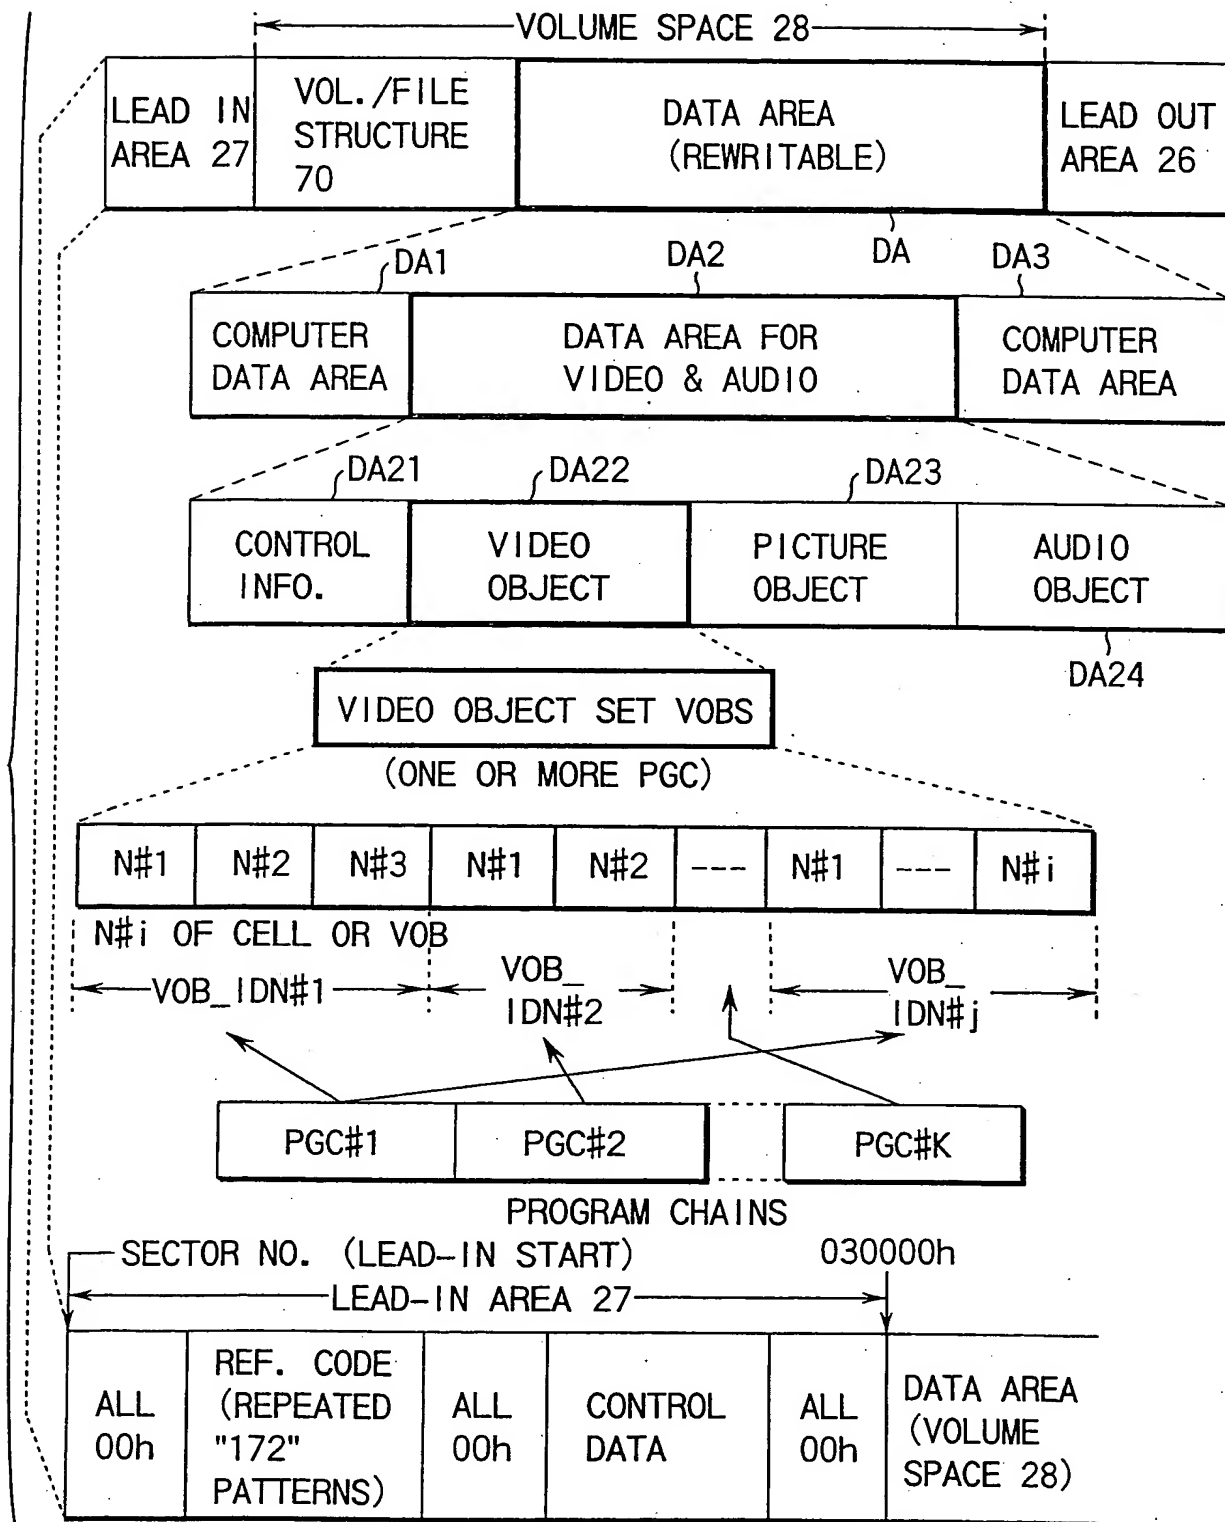 VOLUME SPACE 28
LEAD IN
AREA 27
VOL./FILE
STRUCTURE
70
DATA AREA
(REWRITABLE)
LEAD OUT
AREA 26
DA
DA1
DA2
DA3
COMPUTER
DATA AREA
DATA AREA FOR
VIDEO & AUDIO
COMPUTER
DATA AREA
DA21
DA22
DA23
CONTROL
INFO.
VIDEO
OBJECT
PICTURE
OBJECT
AUDIO
OBJECT
DA24
VIDEO OBJECT SET VOBS
(ONE OR MORE PGC)
N#1 N#2 N#3 N#1 N#2 --- N#1 --- N#i
N#i OF CELL OR VOB
VOB_IDN#1
VOB_
IDN#2
VOB_
IDN#j
PGC#1 PGC#2 PGC#K
PROGRAM CHAINS
SECTOR NO. (LEAD-IN START)
030000h
LEAD-IN AREA 27
ALL
00h
REF. CODE
(REPEATED
"172"
PATTERNS)
ALL
00h
CONTROL
DATA
ALL
00h
DATA AREA
(VOLUME
SPACE 28)